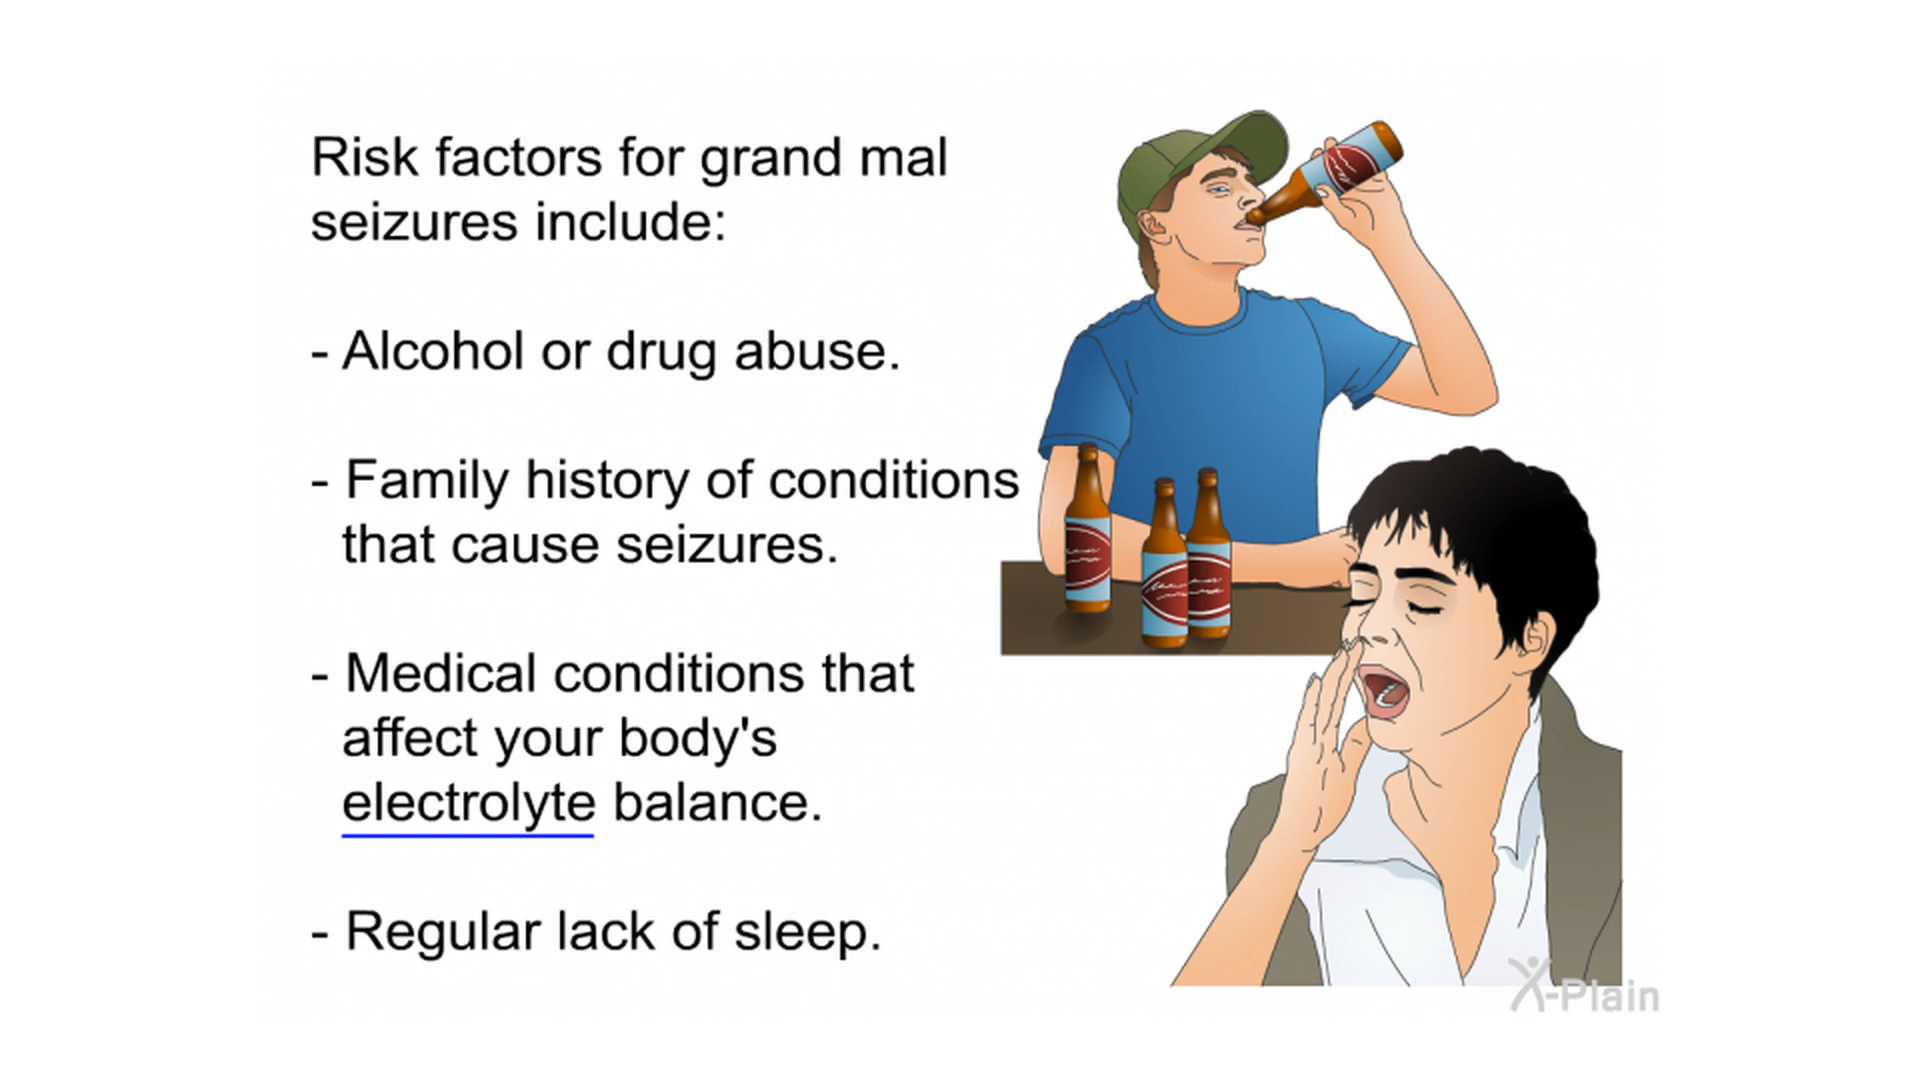 Risk factors for grand mal
seizures include:
- Alcohol or drug abuse.
- Family history of conditions
that cause seizures.
- Medical conditions that
affect your body's
electrolyte balance.
- Regular lack of sleep.
X-Plain